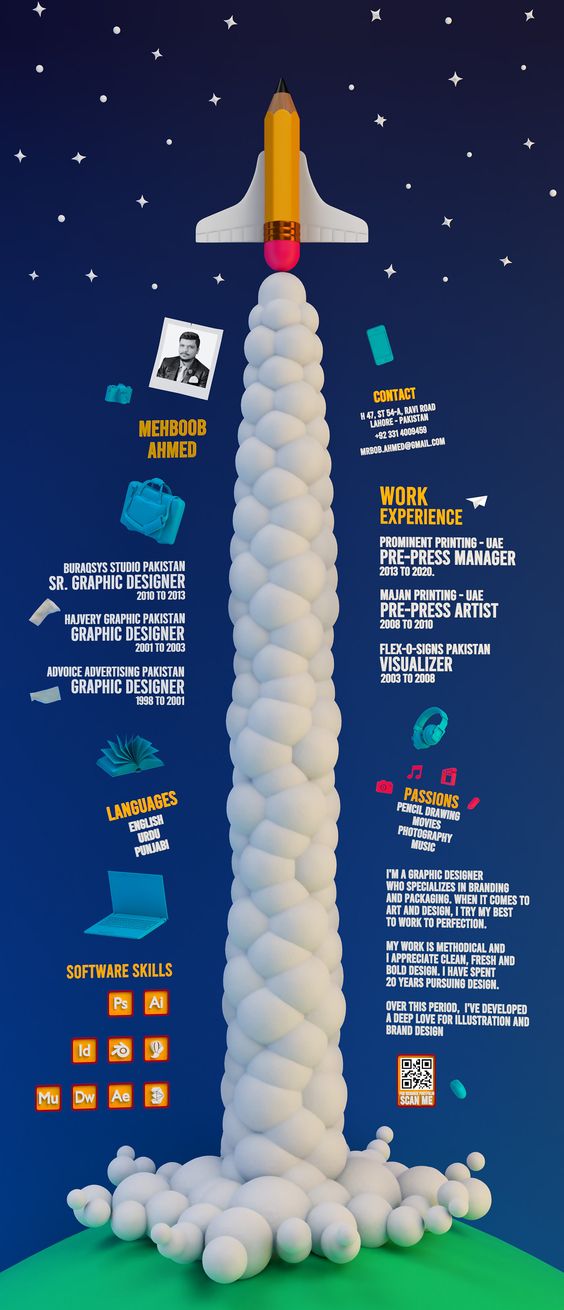 MEHBOOB
AHMED
CONTACT
H 47, ST 54-A, RAVI ROAD
LAHORE - PAKISTAN
+92 331 4009459
MRBOB.AHMED@GMAIL.COM
WORK
EXPERIENCE
PROMINENT PRINTING - UAE
PRE-PRESS MANAGER
2013 TO 2020.
MAJAN PRINTING - UAE
PRE-PRESS ARTIST
2008 TO 2010
FLEX-O-SIGNS PAKISTAN
VISUALIZER
2003 TO 2008
BURAQSYS STUDIO PAKISTAN
SR. GRAPHIC DESIGNER
2010 TO 2013
HAJVERY GRAPHIC PAKISTAN
GRAPHIC DESIGNER
2001 TO 2003
ADVOICE ADVERTISING PAKISTAN
GRAPHIC DESIGNER
1998 TO 2001
LANGUAGES
ENGLISH
URDU
PUNJABI
PASSIONS
PENCIL DRAWING
MOVIES
PHOTOGRAPHY
MUSIC
I'M A GRAPHIC DESIGNER
WHO SPECIALIZES IN BRANDING
AND PACKAGING. WHEN IT COMES TO
ART AND DESIGN, I TRY MY BEST
TO WORK TO PERFECTION.
MY WORK IS METHODICAL AND
I APPRECIATE CLEAN, FRESH AND
BOLD DESIGN. I HAVE SPENT
20 YEARS PURSUING DESIGN.
OVER THIS PERIOD, I'VE DEVELOPED
A DEEP LOVE FOR ILLUSTRATION AND
BRAND DESIGN
SOFTWARE SKILLS
Ps Ai
Id
Mu Dw Ae
SCAN ME